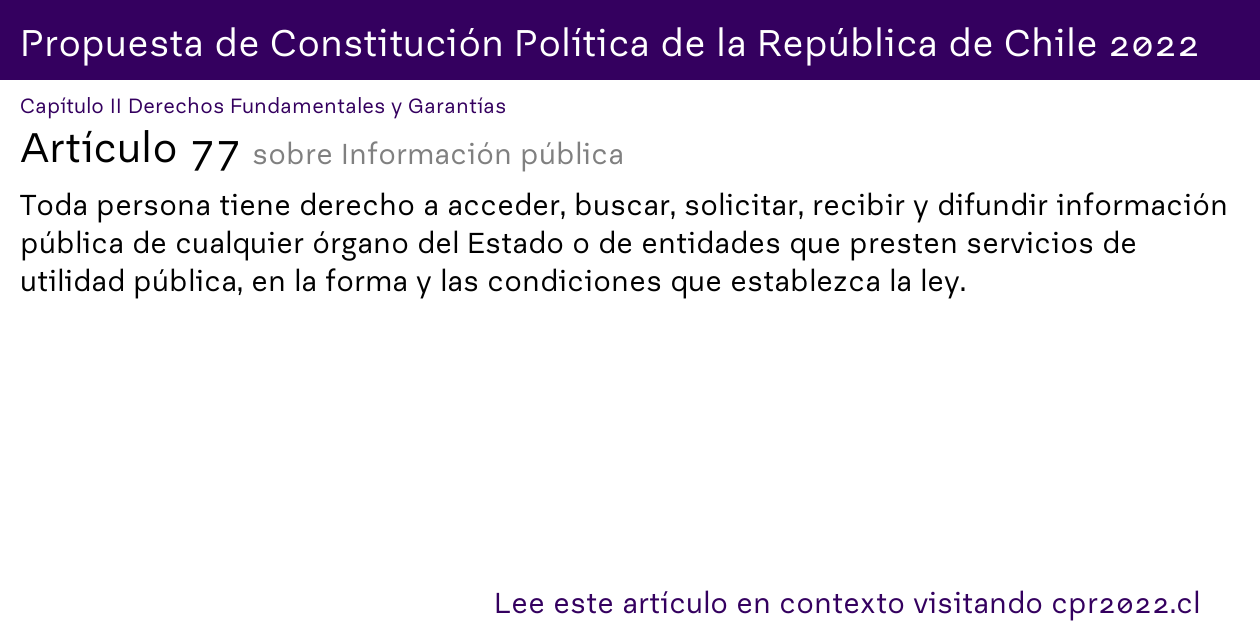 Propuesta de Constitución Política de la República de Chile 2022
Capítulo II Derechos Fundamentales y Garantías
Artículo 77 sobre Información pública
Toda persona tiene derecho a acceder, buscar, solicitar, recibir y difundir información
pública de cualquier órgano del Estado o de entidades que presten servicios de
utilidad pública, en la forma y las condiciones que establezca la ley.
Lee este artículo en contexto visitando cpr2022.cl